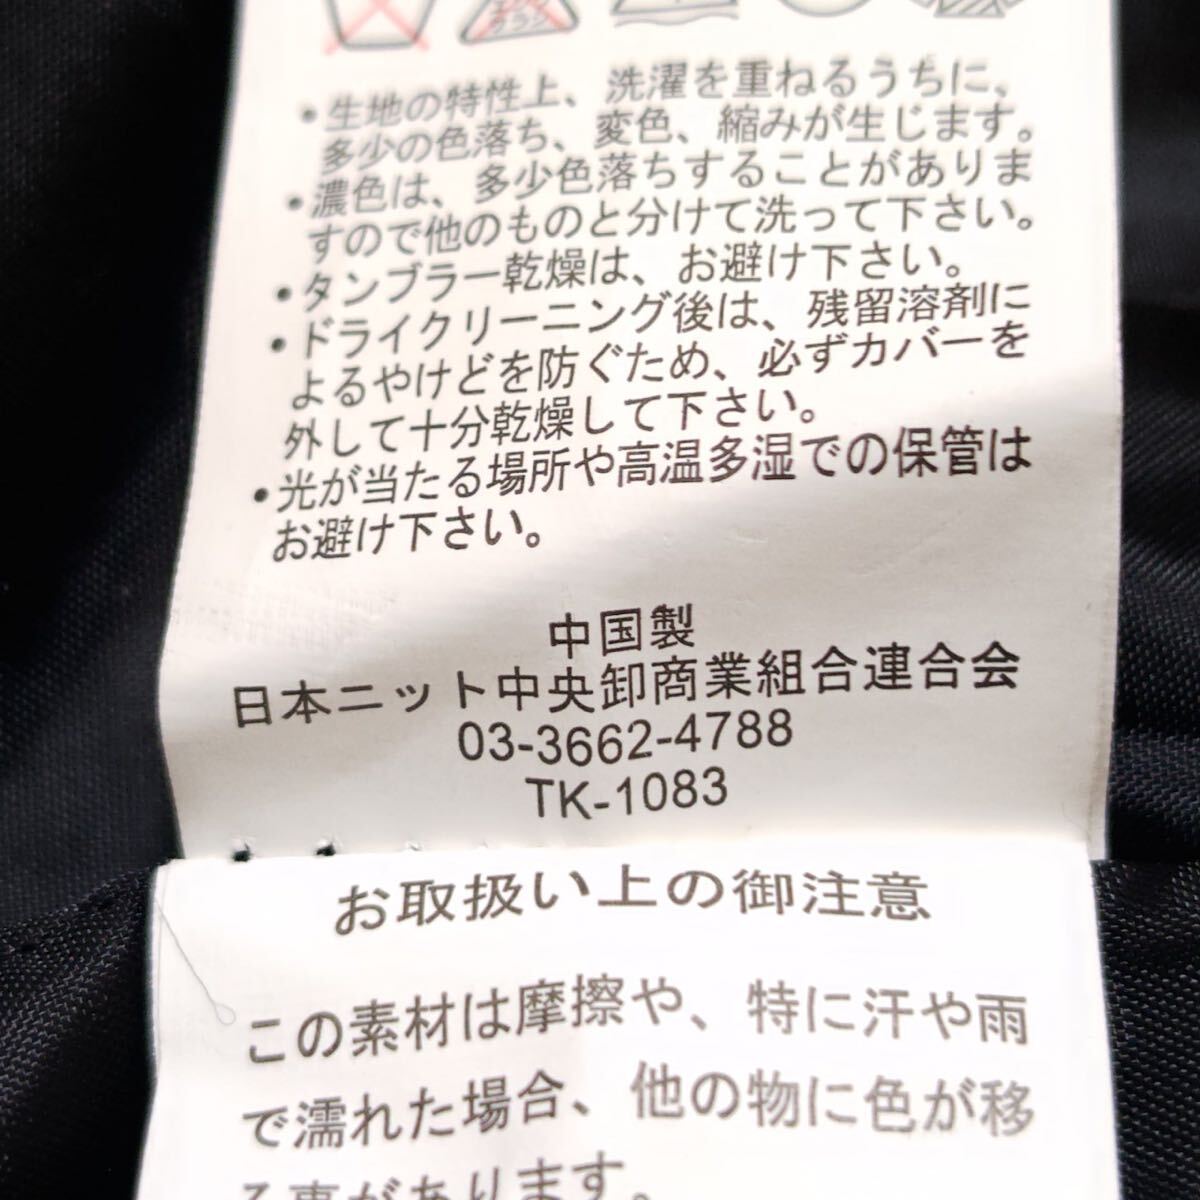 ・生地の特性上、洗濯を重ねるうちに、
多少の色落ち、変色、縮みが生じます。
・濃色は、多少色落ちすることがありま
すので他のものと分けて洗って下さい。
・タンブラー乾燥は、お避け下さい。
・ドライクリーニング後は、残留溶剤に
よるやけどを防ぐため、必ずカバーを
外して十分乾燥して下さい。
・光が当たる場所や高温多湿での保管は
お避け下さい。
中国製
日本ニット中央卸商業組合連合会
03-3662-4788
TK-1083
お取扱い上の御注意
この素材は摩擦や、特に汗や雨
で濡れた場合、他の物に色が移
る事があります。